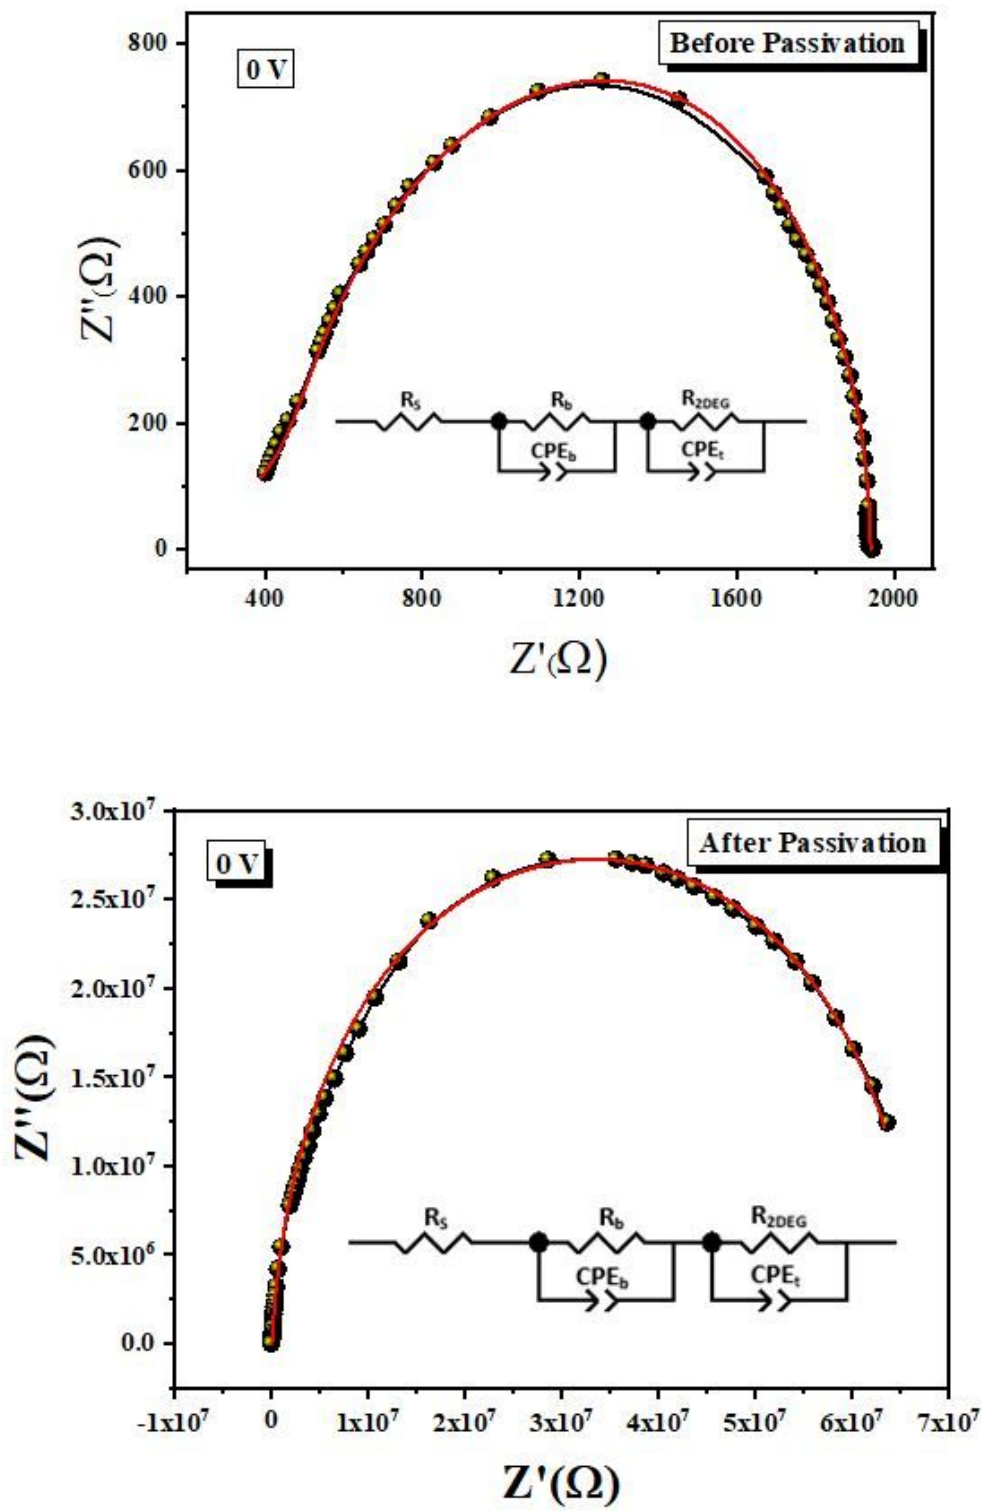 Before Passivation
0 V
800
600
400
200
0
Z''(Ω)
R_S R_b R_2DEG
CPE_b CPE_t
400 800 1200 1600 2000
Z'(Ω)
3.0x10^7
After Passivation
0 V
2.5x10^7
2.0x10^7
1.5x10^7
1.0x10^7
5.0x10^6
0.0
Z''(Ω)
R_S R_b R_2DEG
CPE_b CPE_t
-1x10^7 0 1x10^7 2x10^7 3x10^7 4x10^7 5x10^7 6x10^7 7x10^7
Z'(Ω)